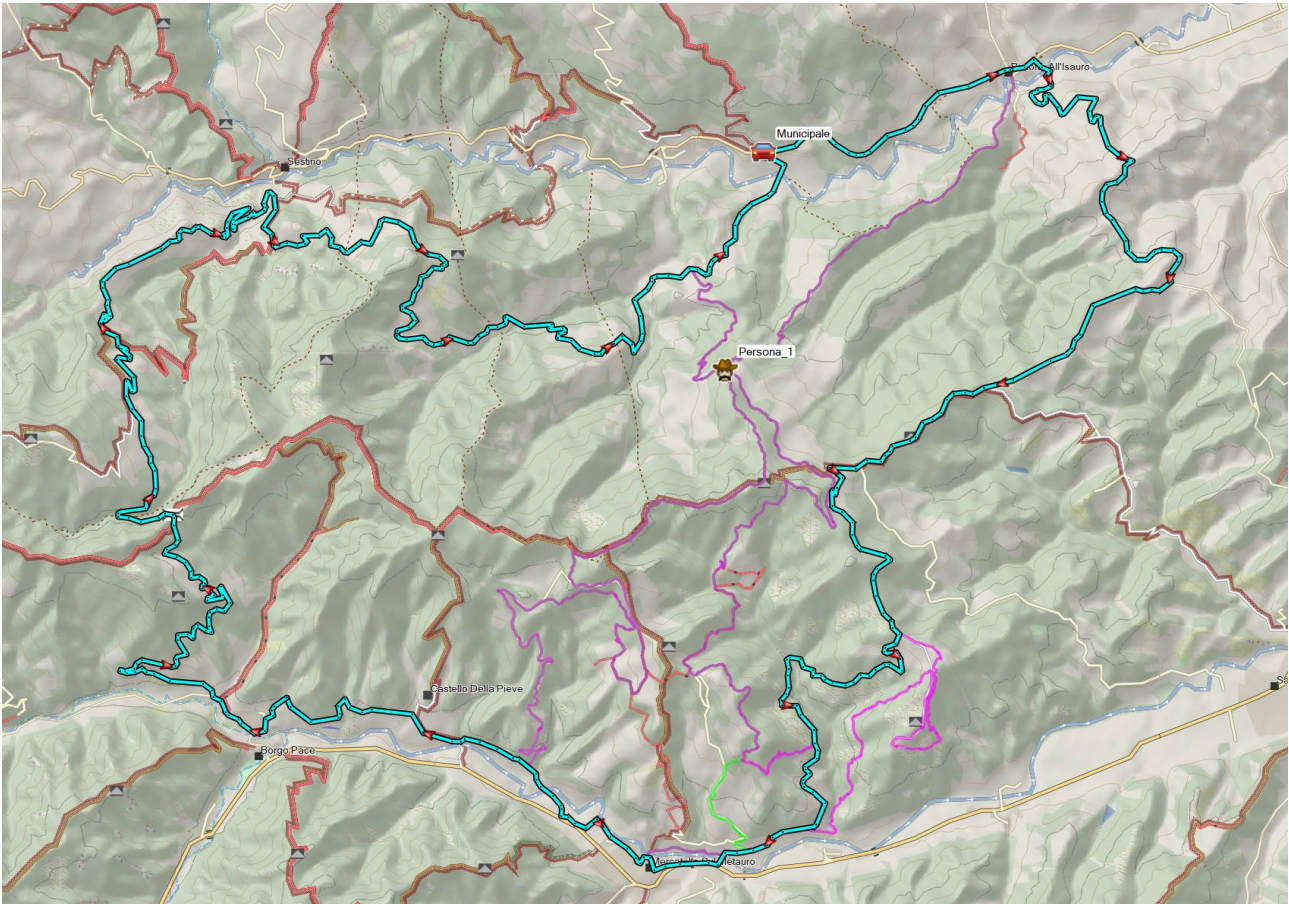 All'Isauro
Municipale
Sestino
Persona_1
Castello Della Pieve
Borgo Pace